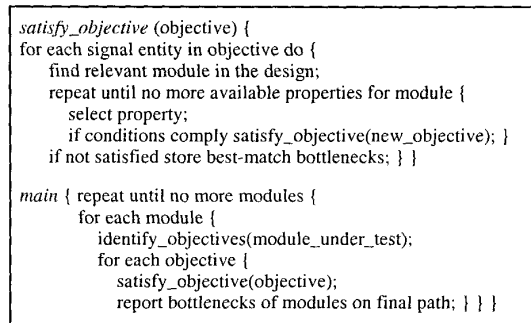 satisfy_objective (objective) {
for each signal entity in objective do {
find relevant module in the design;
repeat until no more available properties for module {
select property;
if conditions comply satisfy_objective(new_objective); }
if not satisfied store best-match bottlenecks; } }
main { repeat until no more modules {
for each module {
identify_objectives(module_under_test);
for each objective {
satisfy_objective(objective);
report bottlenecks of modules on final path; } } }